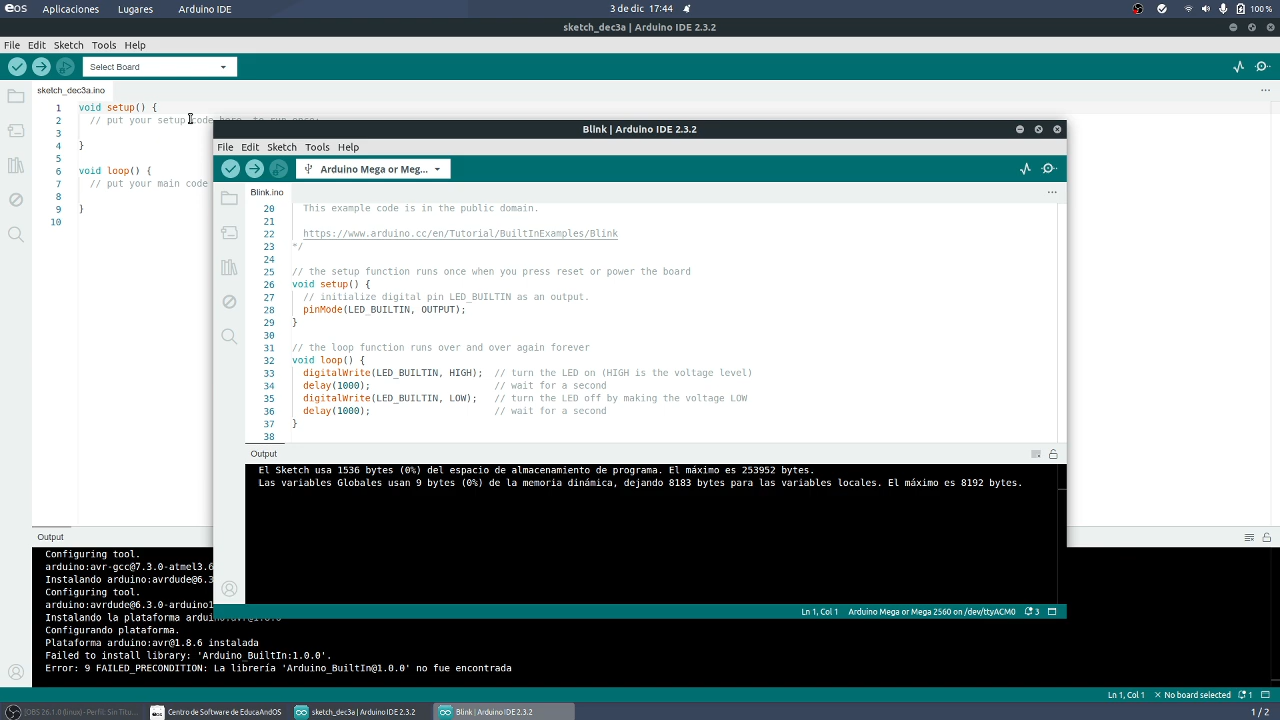 eOS Aplicaciones Lugares Arduino IDE 3 de dic 17:44 100 %
sketch_dec3a | Arduino IDE 2.3.2
File Edit Sketch Tools Help
Select Board
sketch_dec3a.ino
1 void setup() {
2 // put your setup code here, to run once:
3
4 }
5
6 void loop() {
7 // put your main code
8
9 }
10
Blink | Arduino IDE 2.3.2
File Edit Sketch Tools Help
Arduino Mega or Meg...
Blink.ino
20 This example code is in the public domain.
21
22 https://www.arduino.cc/en/Tutorial/BuiltInExamples/Blink
23 */
24
25 // the setup function runs once when you press reset or power the board
26 void setup() {
27 // initialize digital pin LED_BUILTIN as an output.
28 pinMode(LED_BUILTIN, OUTPUT);
29 }
30
31 // the loop function runs over and over again forever
32 void loop() {
33 digitalWrite(LED_BUILTIN, HIGH); // turn the LED on (HIGH is the voltage level)
34 delay(1000); // wait for a second
35 digitalWrite(LED_BUILTIN, LOW); // turn the LED off by making the voltage LOW
36 delay(1000); // wait for a second
37 }
38
Output
El Sketch usa 1536 bytes (0%) del espacio de almacenamiento de programa. El máximo es 253952 bytes.
Las variables Globales usan 9 bytes (0%) de la memoria dinámica, dejando 8183 bytes para las variables locales. El máximo es 8192 bytes.
Ln 1, Col 1 Arduino Mega or Mega 2560 on /dev/ttyACM0 3
Output
Configuring tool.
arduino:avr-gcc@7.3.0-atmel3.6
Instalando arduino:avrdude@6.3
Configuring tool.
arduino:avrdude@6.3.0-arduino1
Instalando la plataforma arduino:avr@1.8.6
Configurando plataforma.
Plataforma arduino:avr@1.8.6 instalada
Failed to install library: 'Arduino_BuiltIn:1.0.0'.
Error: 9 FAILED_PRECONDITION: La librería 'Arduino_BuiltIn@1.0.0' no fue encontrada
Ln 1, Col 1 No board selected 1
[OBS 26.1.0 (linux) - Perfil: Sin Títu... Centro de Software de EducaAndOS sketch_dec3a | Arduino IDE 2.3.2 Blink | Arduino IDE 2.3.2 1 / 2